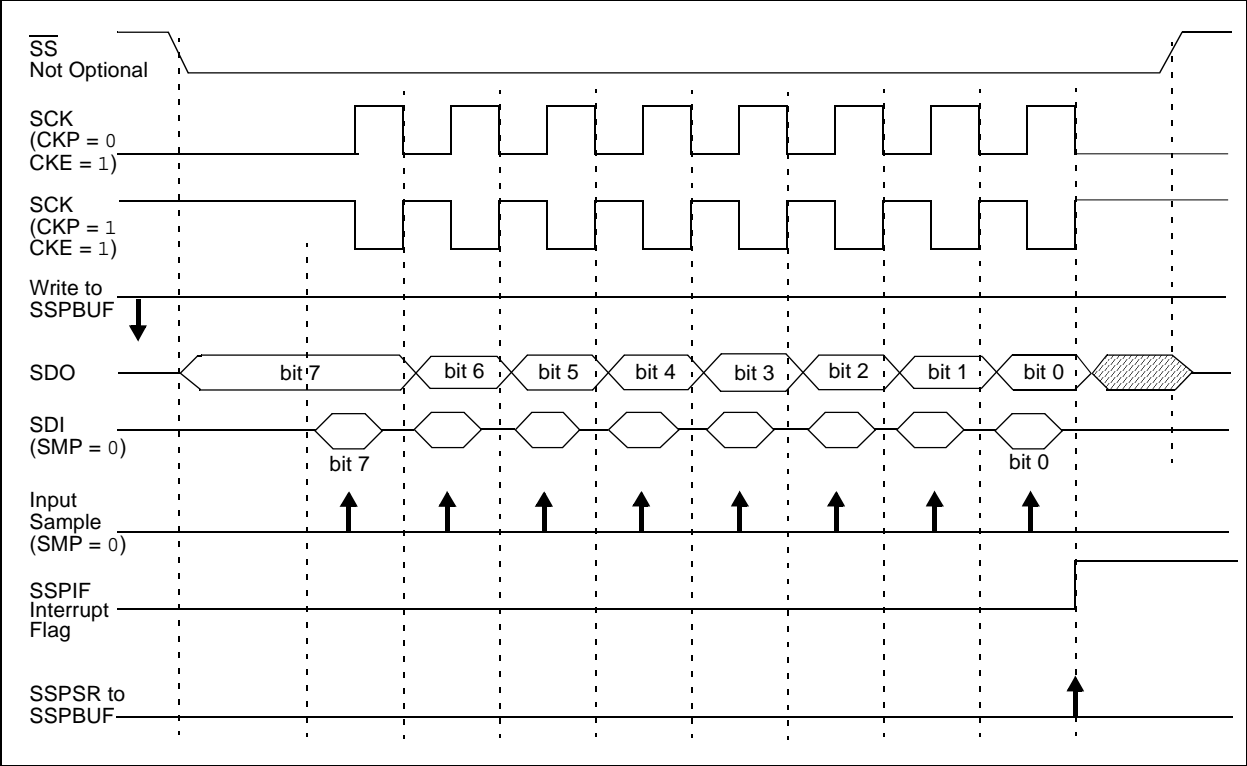 SS
Not Optional
SCK
(CKP = 0
CKE = 1)
SCK
(CKP = 1
CKE = 1)
Write to
SSPBUF
SDO
bit 7
bit 6
bit 5
bit 4
bit 3
bit 2
bit 1
bit 0
SDI
(SMP = 0)
bit 7
bit 0
Input
Sample
(SMP = 0)
SSPIF
Interrupt
Flag
SSPSR to
SSPBUF